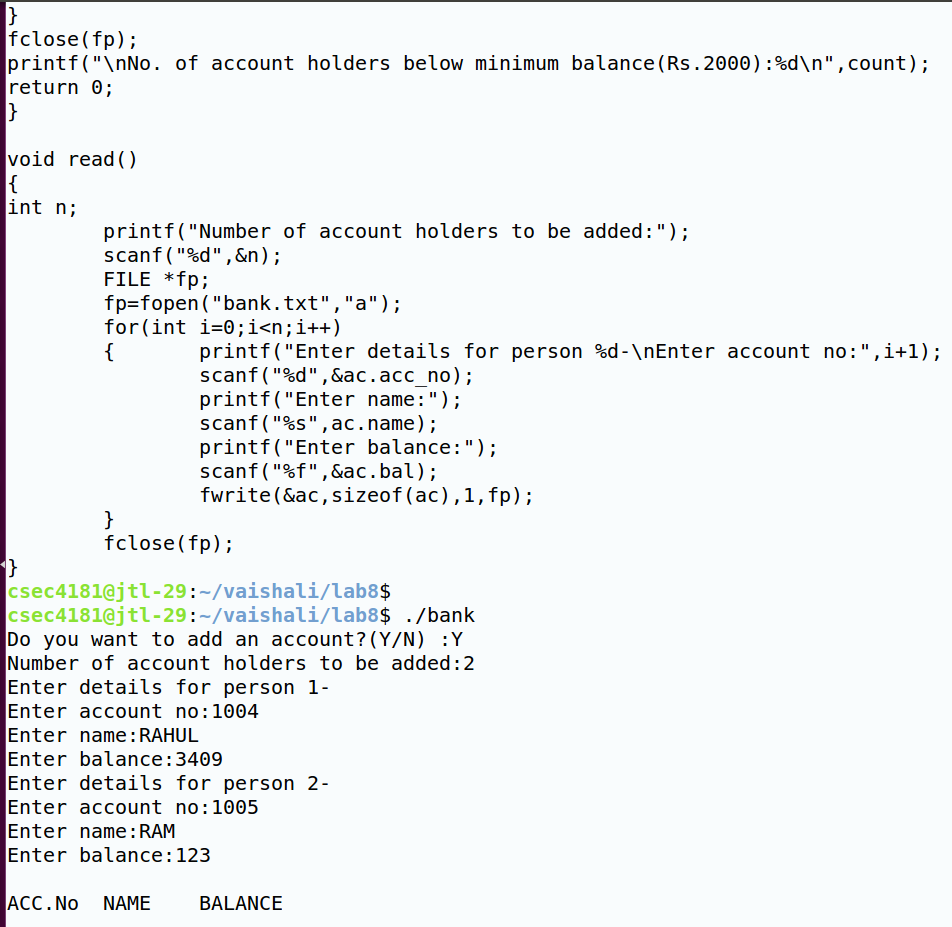 }
fclose(fp);
printf("\nNo. of account holders below minimum balance(Rs.2000):%d\n",count);
return 0;
}

void read()
{
int n;
        printf("Number of account holders to be added:");
        scanf("%d",&n);
        FILE *fp;
        fp=fopen("bank.txt","a");
        for(int i=0;i<n;i++)
        {       printf("Enter details for person %d-\nEnter account no:",i+1);
                scanf("%d",&ac.acc_no);
                printf("Enter name:");
                scanf("%s",ac.name);
                printf("Enter balance:");
                scanf("%f",&ac.bal);
                fwrite(&ac,sizeof(ac),1,fp);
        }
        fclose(fp);
}
csec4181@jtl-29:~/vaishali/lab8$
csec4181@jtl-29:~/vaishali/lab8$ ./bank
Do you want to add an account?(Y/N) :Y
Number of account holders to be added:2
Enter details for person 1-
Enter account no:1004
Enter name:RAHUL
Enter balance:3409
Enter details for person 2-
Enter account no:1005
Enter name:RAM
Enter balance:123

ACC.No  NAME    BALANCE